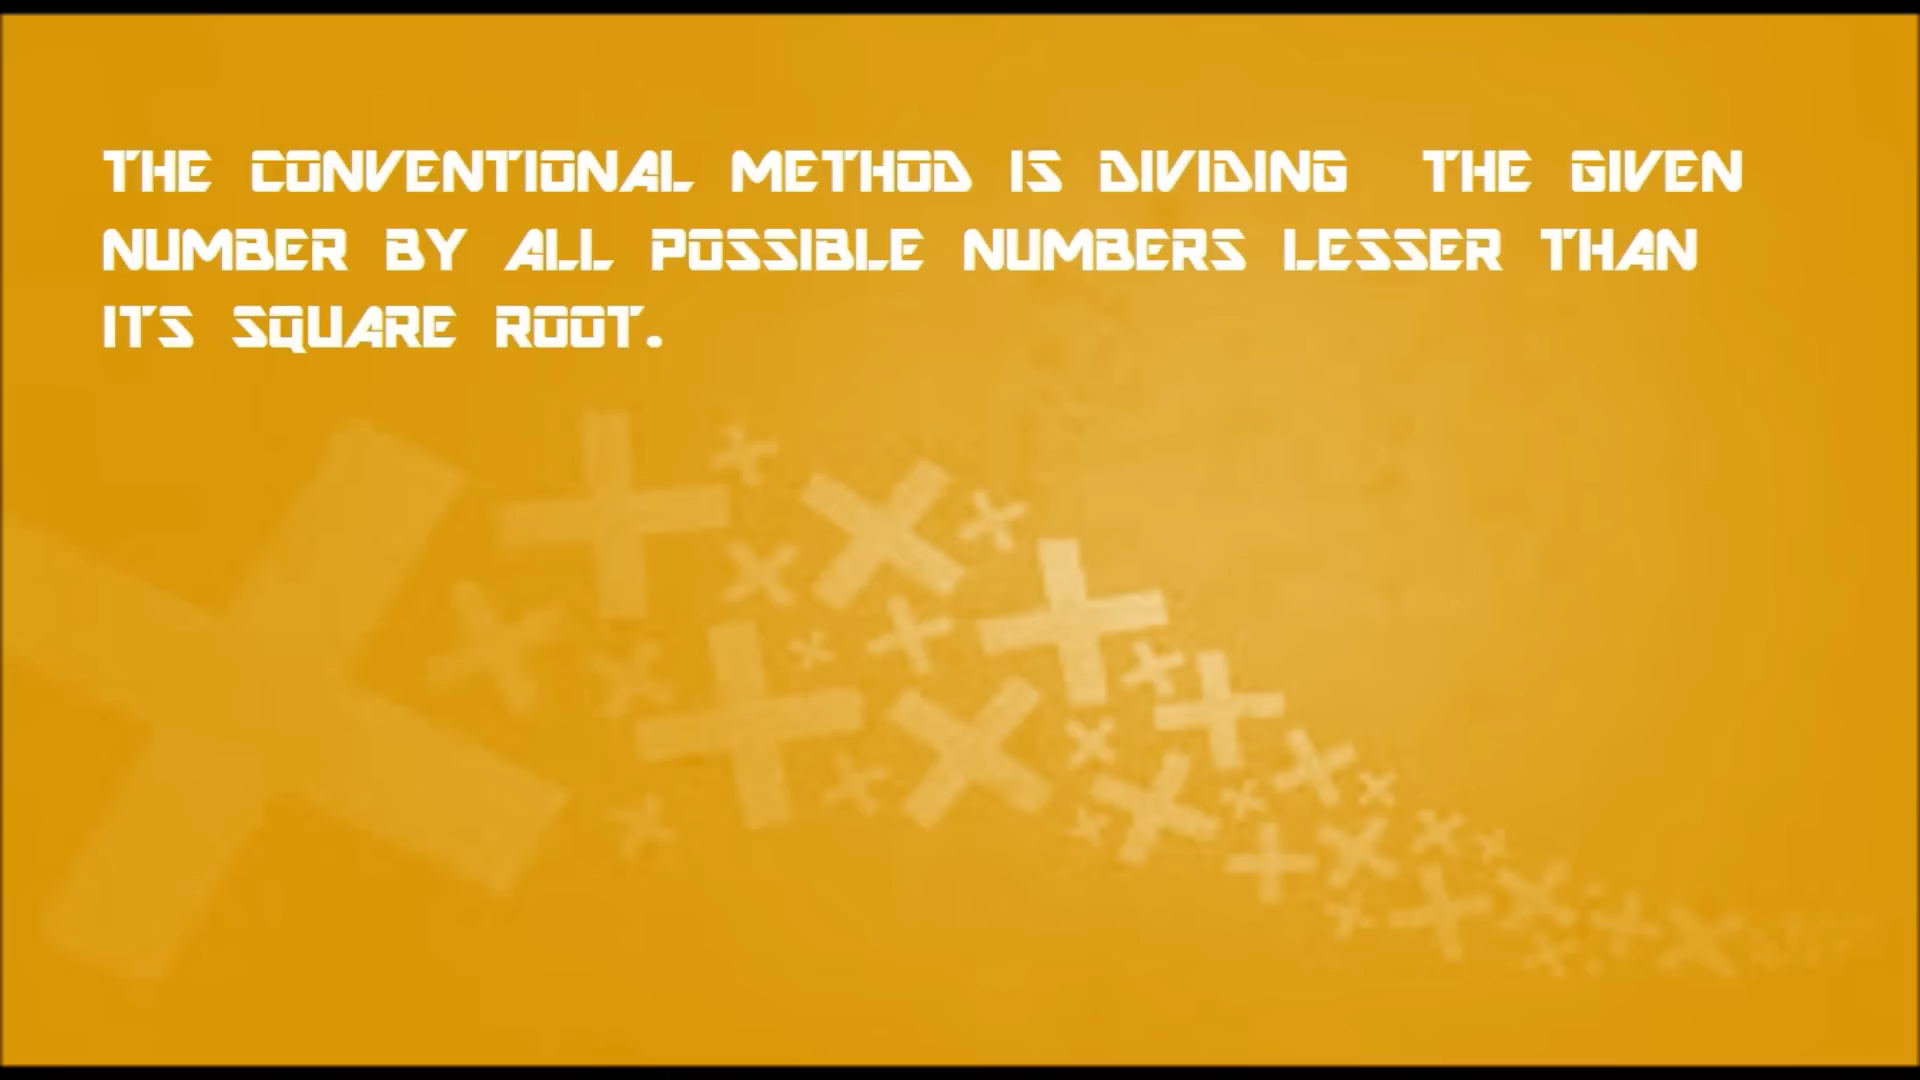 THE CONVENTIONAL METHOD IS DIVIDING THE GIVEN
NUMBER BY ALL POSSIBLE NUMBERS LESSER THAN
ITS SQUARE ROOT.